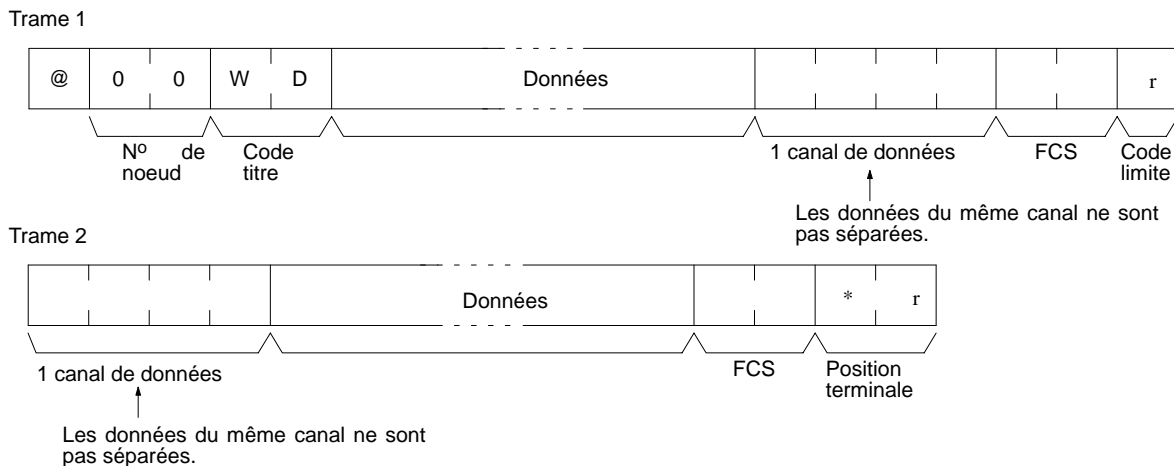 Trame 1
@ 0 0 W D Données r
Nº de noeud
Code titre
1 canal de données
FCS
Code limite
Les données du même canal ne sont
pas séparées.
Trame 2
Données * r
1 canal de données
FCS
Position
terminale
Les données du même canal ne sont
pas séparées.